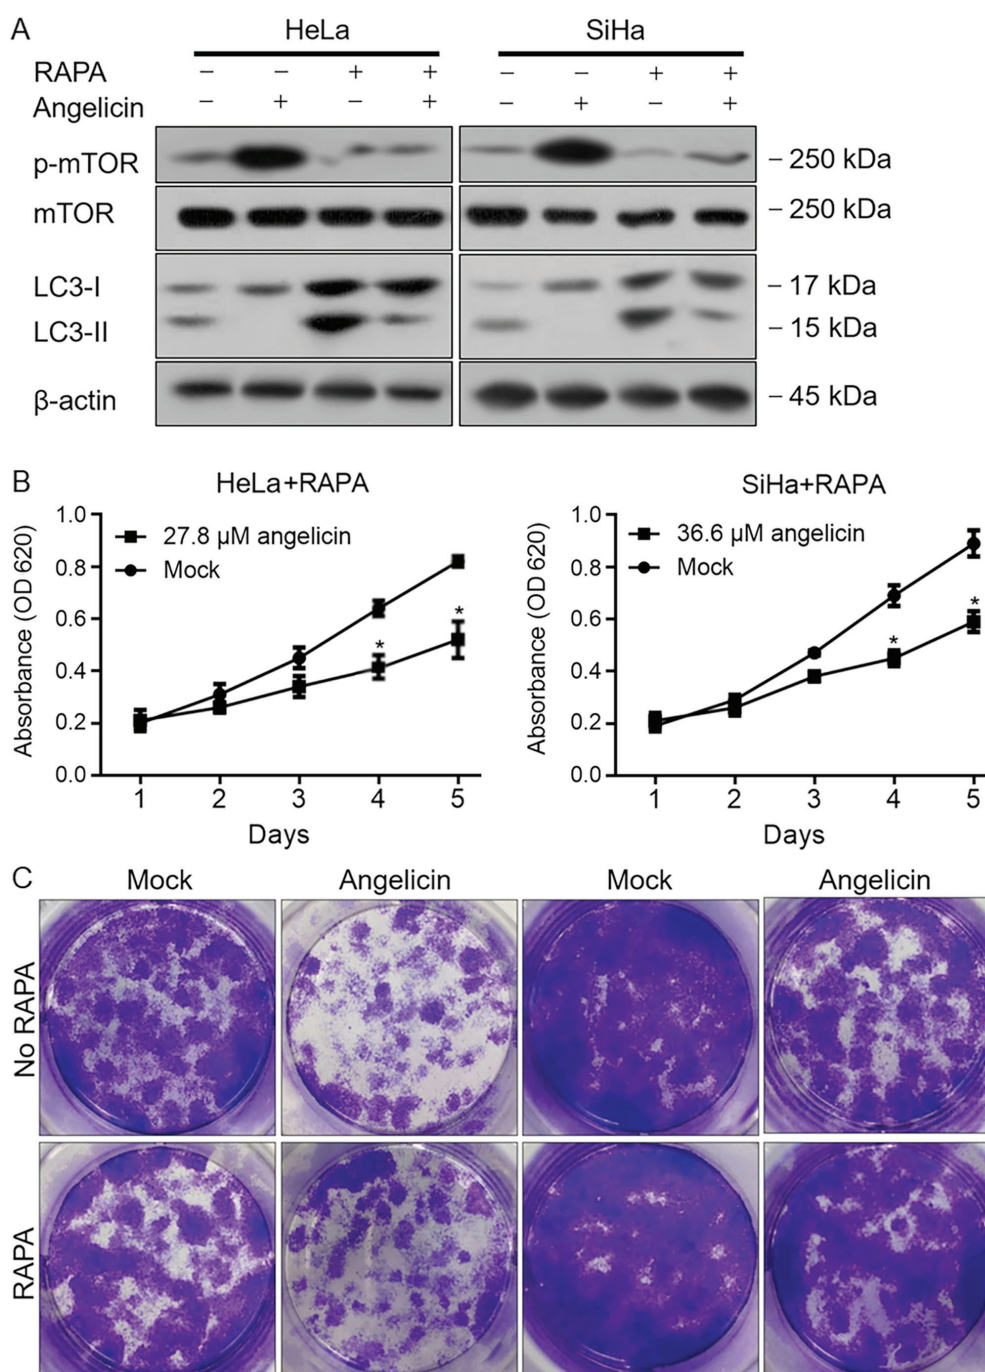 A
HeLa SiHa
RAPA – – + + – – + +
Angelicin – + – + – + – +
p-mTOR – 250 kDa
mTOR – 250 kDa
LC3-I – 17 kDa
LC3-II – 15 kDa
β-actin – 45 kDa
B
HeLa+RAPA
Absorbance (OD 620)
1.0
0.8
0.6
0.4
0.2
0.0
27.8 μM angelicin
Mock
*
*
1 2 3 4 5
Days
SiHa+RAPA
Absorbance (OD 620)
1.0
0.8
0.6
0.4
0.2
0.0
36.6 μM angelicin
Mock
*
*
1 2 3 4 5
Days
C
Mock Angelicin Mock Angelicin
No RAPA
RAPA